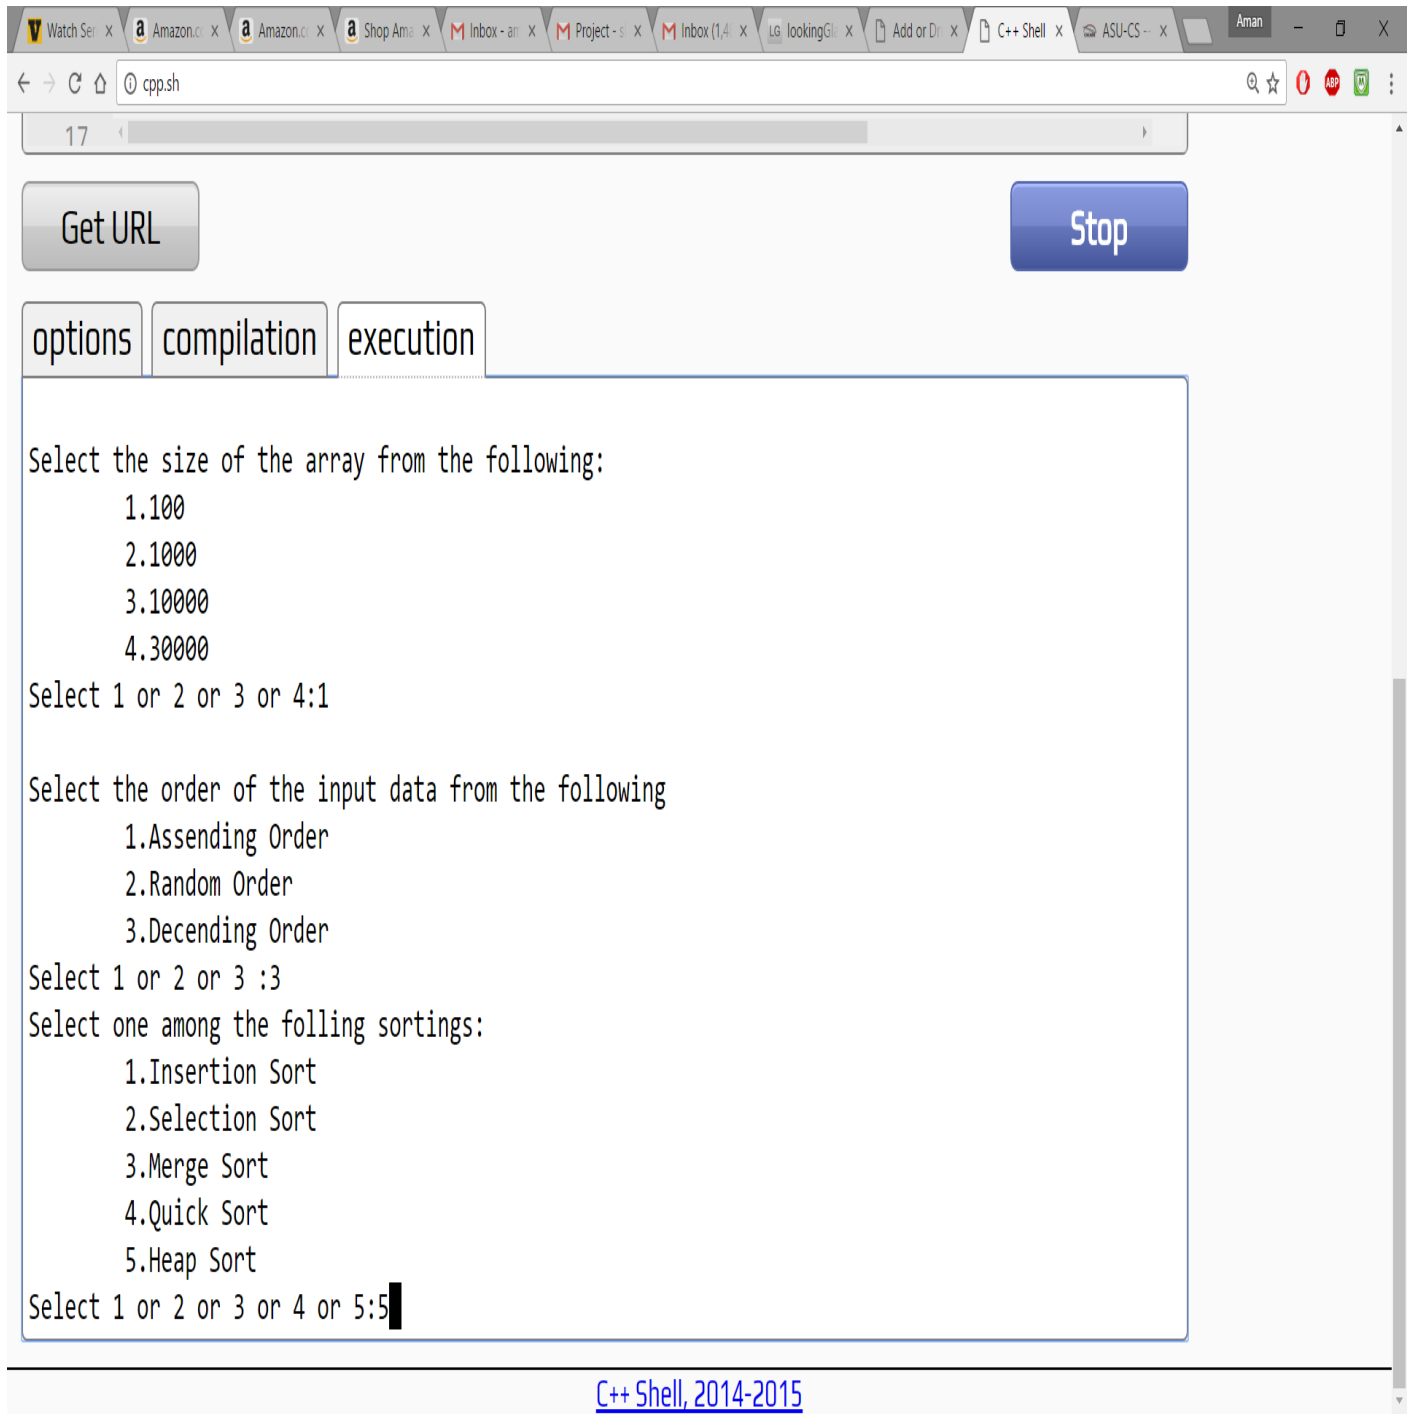 Watch Ser
Amazon.c
Amazon.c
Shop Ama
Inbox - an
Project - s
Inbox (1,4
LG lookingGl
Add or Dr
C++ Shell
ASU-CS --
Aman
cpp.sh
ABP
17
Get URL
Stop
options compilation execution
Select the size of the array from the following:
1.100
2.1000
3.10000
4.30000
Select 1 or 2 or 3 or 4:1
Select the order of the input data from the following
1.Assending Order
2.Random Order
3.Decending Order
Select 1 or 2 or 3 :3
Select one among the folling sortings:
1.Insertion Sort
2.Selection Sort
3.Merge Sort
4.Quick Sort
5.Heap Sort
Select 1 or 2 or 3 or 4 or 5:5
C++ Shell, 2014-2015